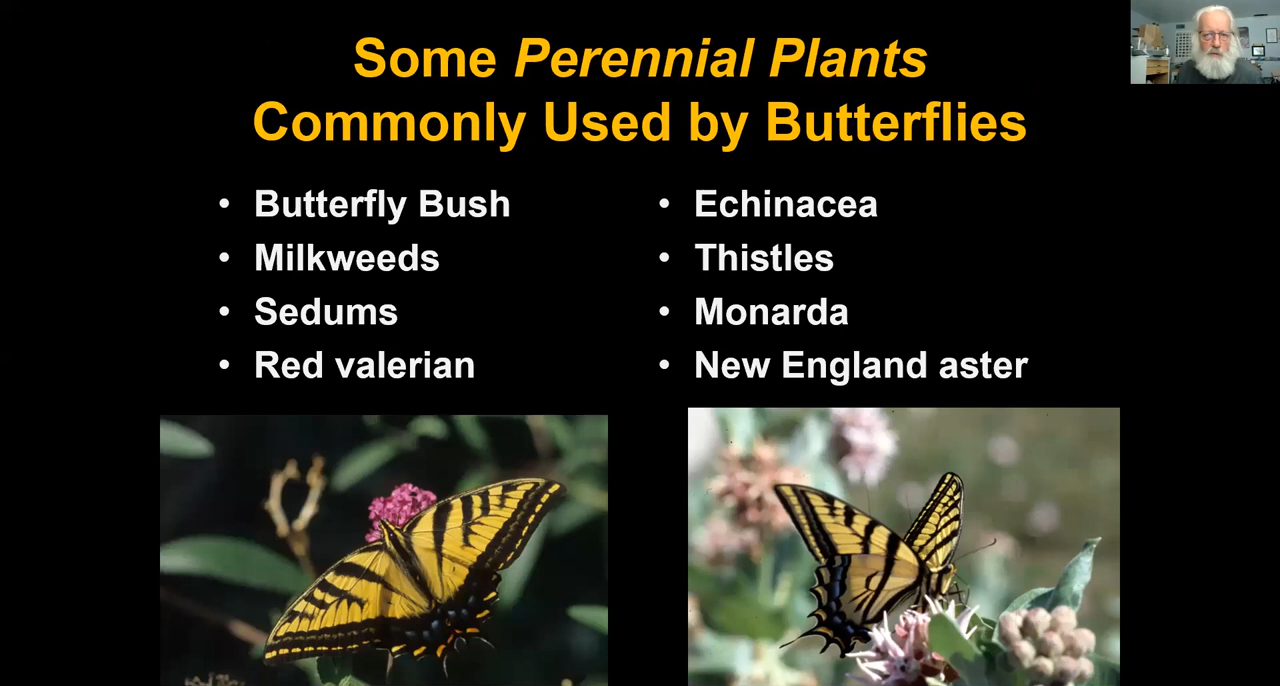 Some Perennial Plants
Commonly Used by Butterflies
• Butterfly Bush
• Milkweeds
• Sedums
• Red valerian
• Echinacea
• Thistles
• Monarda
• New England aster